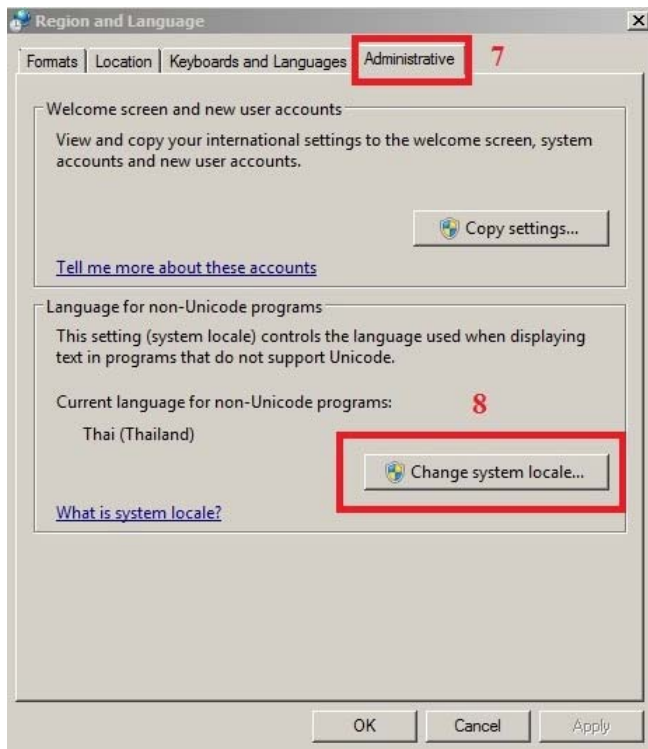 Region and Language
Formats Location Keyboards and Languages Administrative 7
Welcome screen and new user accounts
View and copy your international settings to the welcome screen, system
accounts and new user accounts.
Copy settings...
Tell me more about these accounts
Language for non-Unicode programs
This setting (system locale) controls the language used when displaying
text in programs that do not support Unicode.
Current language for non-Unicode programs:
8
Thai (Thailand)
Change system locale...
What is system locale?
OK Cancel Apply